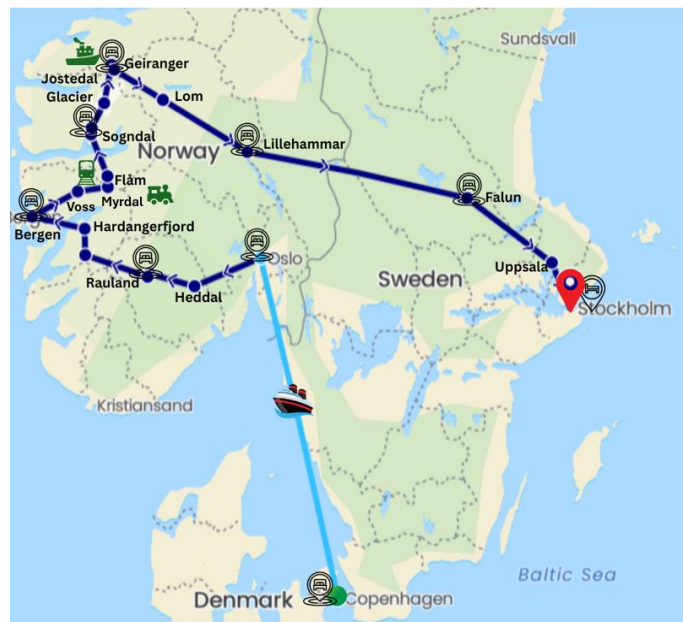 Sundsvall
Geiranger
Jostedal
Glacier
Lom
Sogndal
Norway
Lillehammar
Flåm
Myrdal
Voss
Falun
Bergen
Hardangerfjord
Oslo
Uppsala
Rauland
Heddal
Sweden
Stockholm
Kristiansand
Baltic Sea
Denmark
Copenhagen